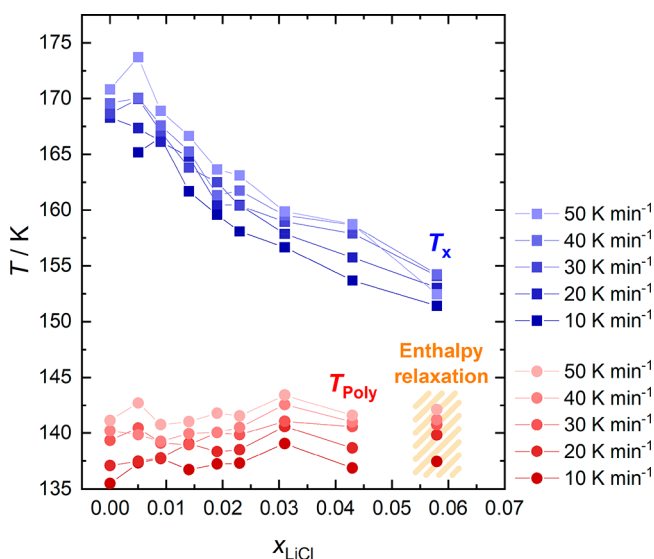 175
170
165
160
155
150
145
140
135
T / K
Tx
Enthalpy
relaxation
TPoly
0.00 0.01 0.02 0.03 0.04 0.05 0.06 0.07
xLiCl
50 K min⁻¹
40 K min⁻¹
30 K min⁻¹
20 K min⁻¹
10 K min⁻¹
50 K min⁻¹
40 K min⁻¹
30 K min⁻¹
20 K min⁻¹
10 K min⁻¹